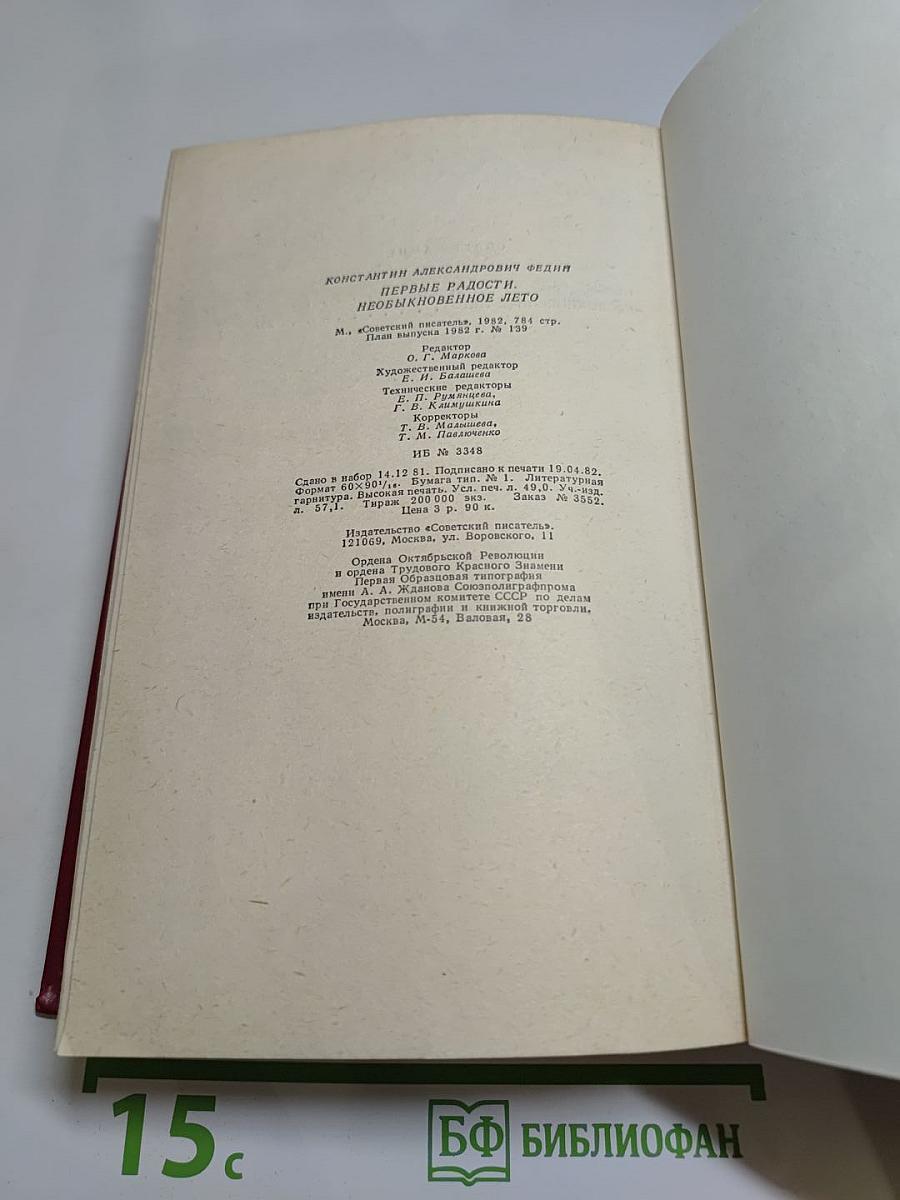 КОНСТАНТИН АЛЕКСАНДРОВИЧ ФЕДИН
ПЕРВЫЕ РАДОСТИ.
НЕОБЫКНОВЕННОЕ ЛЕТО
М., «Советский писатель», 1982, 784 стр.
План выпуска 1982 г. № 139
Редактор
О. Г. Маркова
Художественный редактор
Е. И. Балашева
Технические редакторы
Е. П. Румянцева,
Г. В. Климушкина
Корректоры
Т. В. Малышева,
Т. М. Павлюченко
ИБ № 3348
Сдано в набор 14.12 81. Подписано к печати 19.04.82.
Формат 60×90¹/₁₆. Бумага тип. № 1. Литературная
гарнитура. Высокая печать. Усл. печ. л. 49,0. Уч.-изд.
л. 57,1. Тираж 200 000 экз. Заказ № 3552.
Цена 3 р. 90 к.
Издательство «Советский писатель».
121069, Москва, ул. Воровского, 11
Ордена Октябрьской Революции
и ордена Трудового Красного Знамени
Первая Образцовая типография
имени А. А. Жданова Союзполиграфпрома
при Государственном комитете СССР по делам
издательств, полиграфии и книжной торговли.
Москва, М-54, Валовая, 28
15 с
БФ БИБЛИОФАН